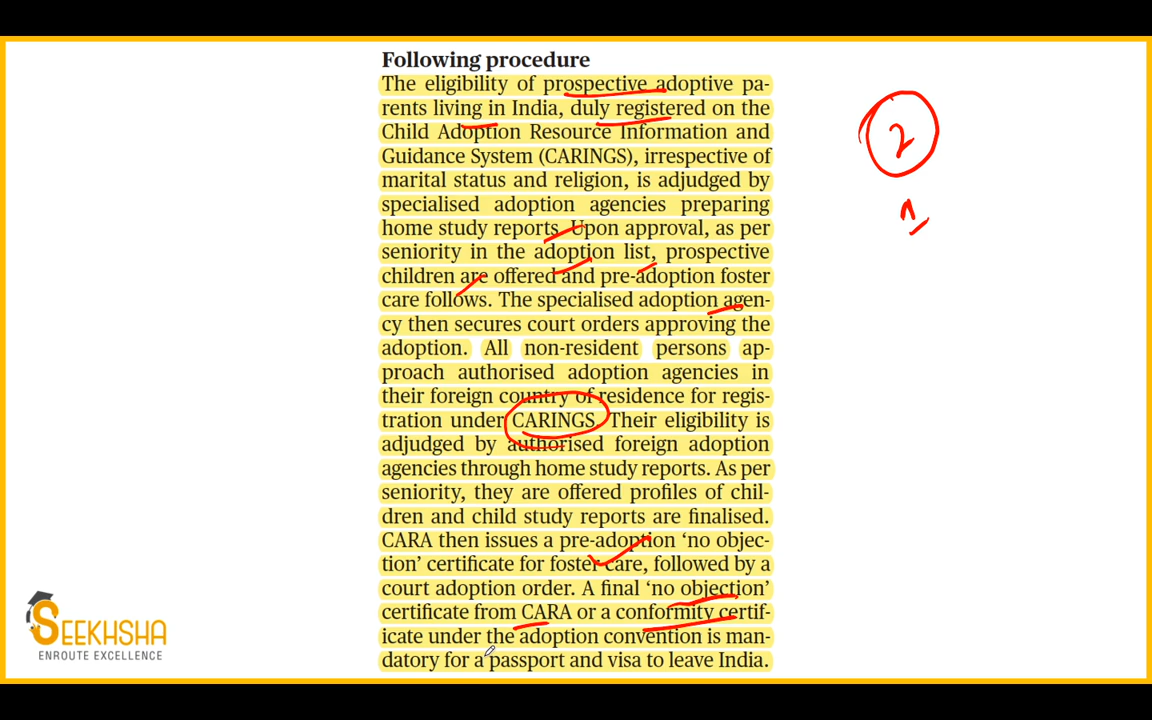 Following procedure
The eligibility of prospective adoptive pa-
rents living in India, duly registered on the
Child Adoption Resource Information and
Guidance System (CARINGS), irrespective of
marital status and religion, is adjudged by
specialised adoption agencies preparing
home study reports. Upon approval, as per
seniority in the adoption list, prospective
children are offered and pre-adoption foster
care follows. The specialised adoption agen-
cy then secures court orders approving the
adoption. All non-resident persons ap-
proach authorised adoption agencies in
their foreign country of residence for regis-
tration under CARINGS. Their eligibility is
adjudged by authorised foreign adoption
agencies through home study reports. As per
seniority, they are offered profiles of chil-
dren and child study reports are finalised.
CARA then issues a pre-adoption ‘no objec-
tion’ certificate for foster care, followed by a
court adoption order. A final ‘no objection’
certificate from CARA or a conformity certif-
icate under the adoption convention is man-
datory for a passport and visa to leave India.
2
SEEKHSHA
ENROUTE EXCELLENCE